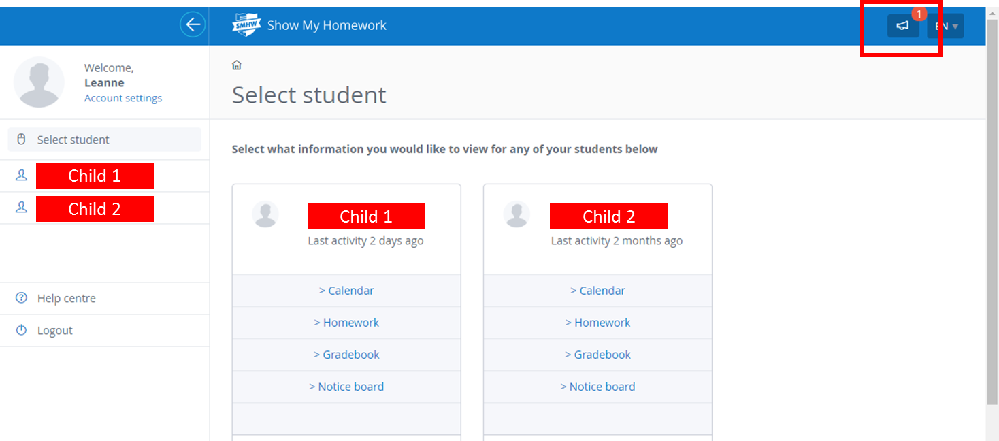 SMHW Show My Homework
1
EN
Welcome,
Leanne
Account settings
Select student
Child 1
Child 2
Help centre
Logout
Select student
Select what information you would like to view for any of your students below
Child 1
Last activity 2 days ago
> Calendar
> Homework
> Gradebook
> Notice board
Child 2
Last activity 2 months ago
> Calendar
> Homework
> Gradebook
> Notice board